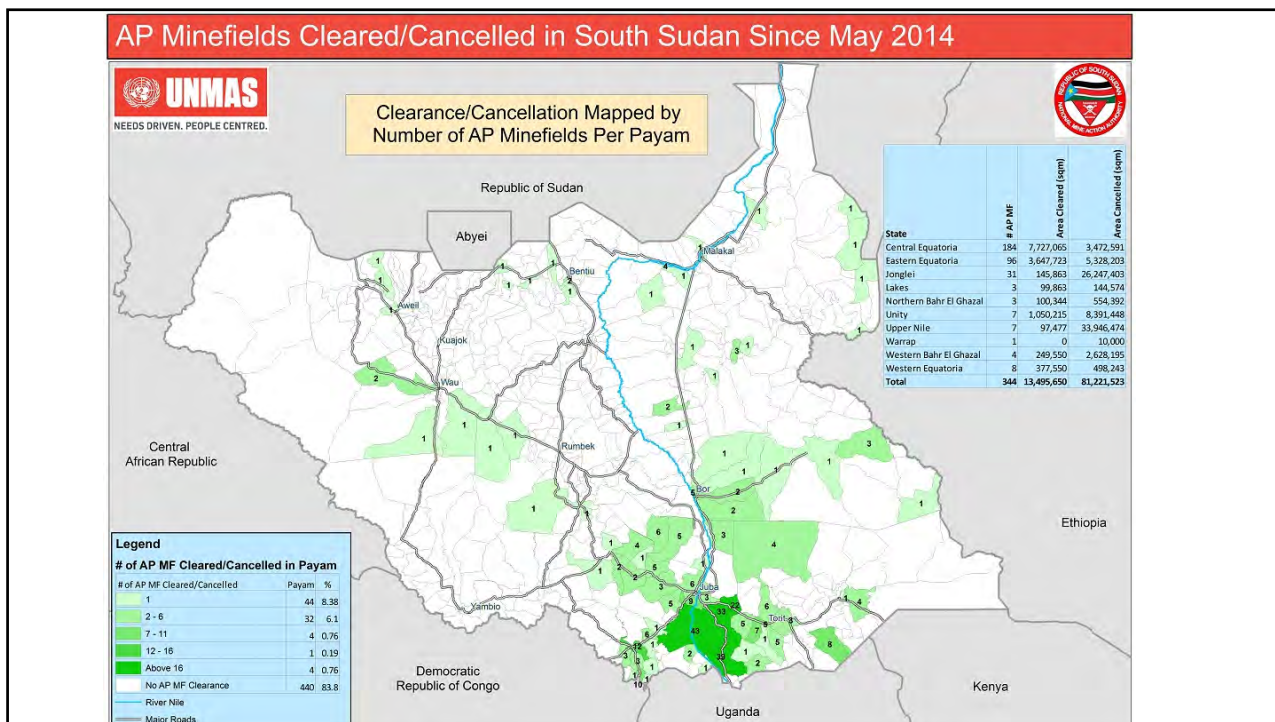 AP Minefields Cleared/Cancelled in South Sudan Since May 2014
UNMAS
NEEDS DRIVEN. PEOPLE CENTRED.
Clearance/Cancellation Mapped by
Number of AP Minefields Per Payam
REPUBLIC OF SOUTH SUDAN
NATIONAL MINE ACTION AUTHORITY
State # AP MF Area Cleared (sqm) Area Cancelled (sqm)
Central Equatoria 184 7,727,065 3,472,591
Eastern Equatoria 96 3,647,723 5,328,203
Jonglei 31 145,863 26,247,403
Lakes 3 99,863 144,574
Northern Bahr El Ghazal 3 100,344 554,392
Unity 7 1,050,215 8,391,448
Upper Nile 7 97,477 33,946,474
Warrap 1 0 10,000
Western Bahr El Ghazal 4 249,550 2,628,195
Western Equatoria 8 377,550 498,243
Total 344 13,495,650 81,221,523
Republic of Sudan
Abyei
Malakal
Bentiu
Aweil
Kuajok
Wau
Rumbek
Central
African Republic
Bor
Ethiopia
Juba
Yambio
Torit
Democratic
Republic of Congo
Uganda
Kenya
Legend
# of AP MF Cleared/Cancelled in Payam
# of AP MF Cleared/Cancelled Payam %
1 44 8.38
2 - 6 32 6.1
7 - 11 4 0.76
12 - 16 1 0.19
Above 16 4 0.76
No AP MF Clearance 440 83.8
River Nile
Major Roads